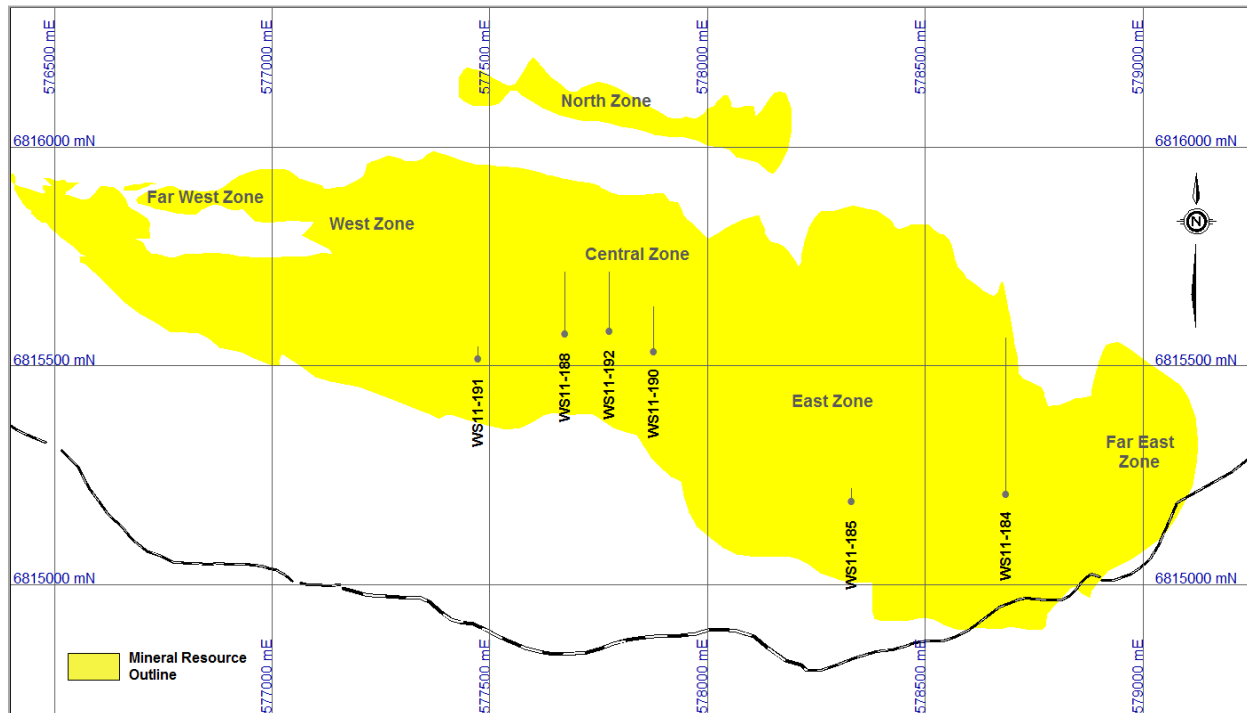 576500 mE
577000 mE
577500 mE
578000 mE
578500 mE
579000 mE
North Zone
6816000 mN
6816000 mN
Far West Zone
West Zone
N
Central Zone
6815500 mN
6815500 mN
WS11-191
WS11-188
WS11-192
WS11-190
East Zone
Far East
Zone
WS11-185
WS11-184
6815000 mN
6815000 mN
Mineral Resource
Outline
577000 mE
577500 mE
578000 mE
578500 mE
579000 mE